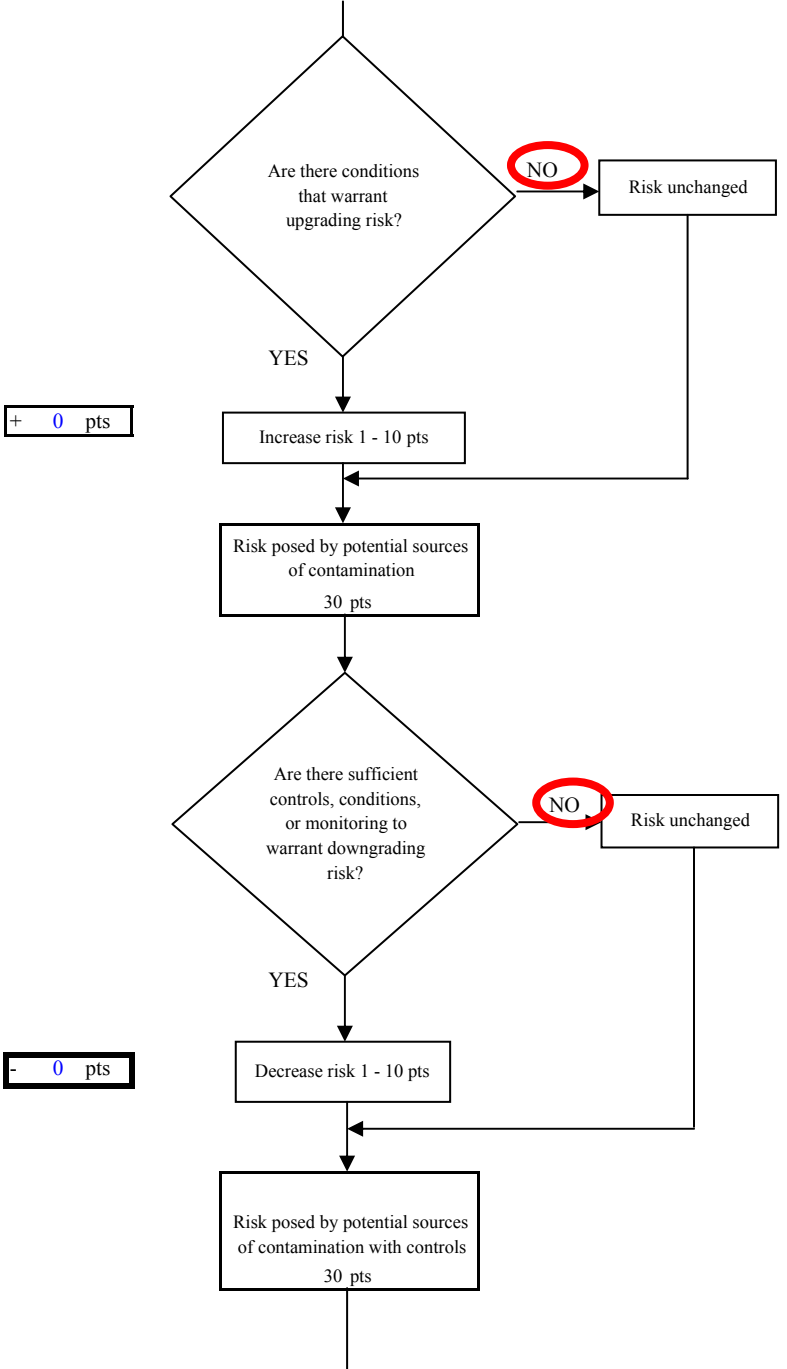 Are there conditions
that warrant
upgrading risk?
NO
Risk unchanged
YES
+ 0 pts
Increase risk 1 - 10 pts
Risk posed by potential sources
of contamination
30 pts
Are there sufficient
controls, conditions,
or monitoring to
warrant downgrading
risk?
NO
Risk unchanged
YES
- 0 pts
Decrease risk 1 - 10 pts
Risk posed by potential sources
of contamination with controls
30 pts